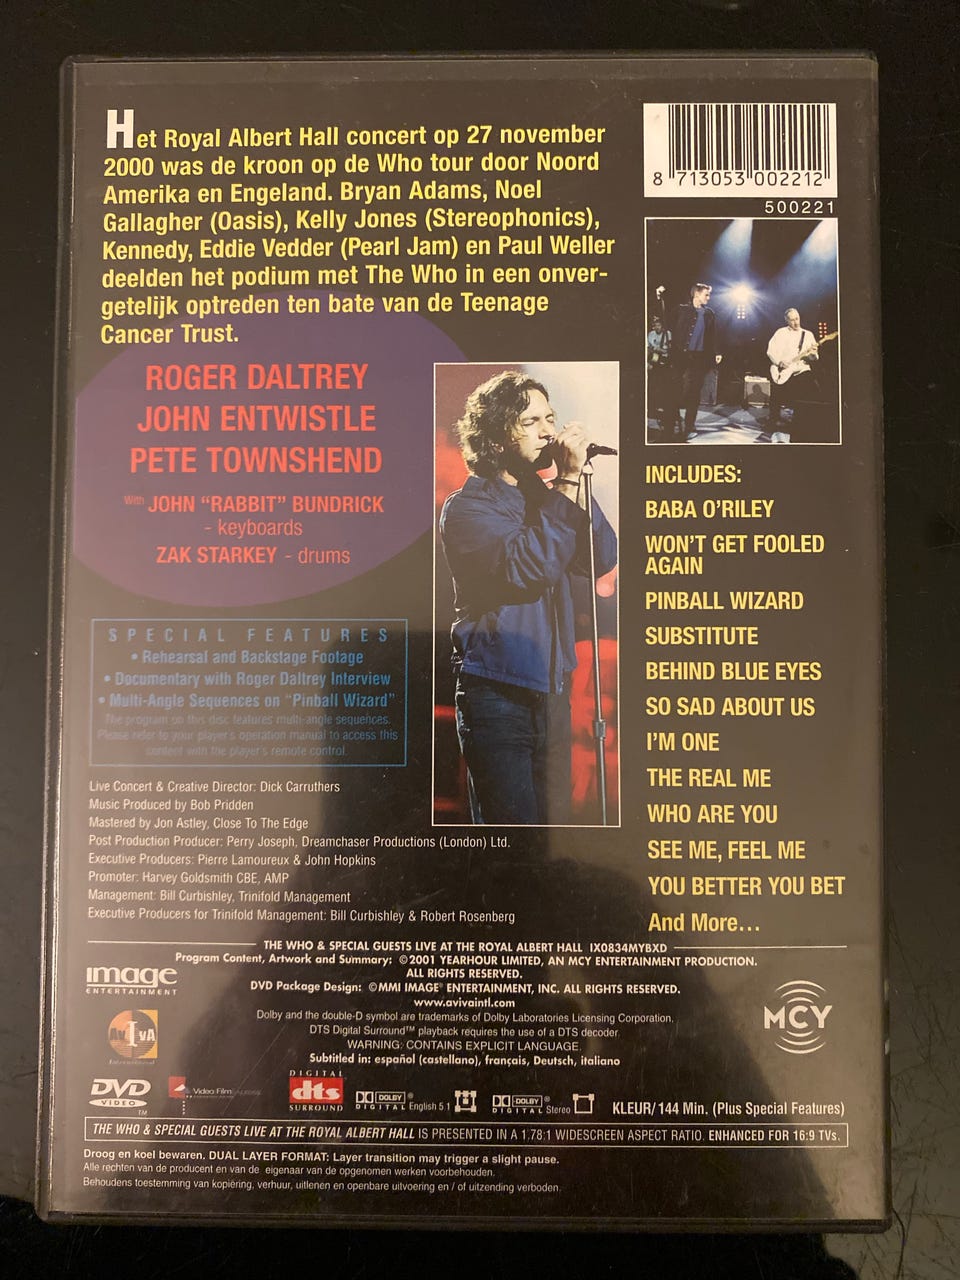 Het Royal Albert Hall concert op 27 november
2000 was de kroon op de Who tour door Noord
Amerika en Engeland. Bryan Adams, Noel
Gallagher (Oasis), Kelly Jones (Stereophonics),
Kennedy, Eddie Vedder (Pearl Jam) en Paul Weller
deelden het podium met The Who in een onver-
getelijk optreden ten bate van de Teenage
Cancer Trust.
8 713053 002212
500221
ROGER DALTREY
JOHN ENTWISTLE
PETE TOWNSHEND
With JOHN “RABBIT” BUNDRICK
- keyboards
ZAK STARKEY - drums
SPECIAL FEATURES
• Rehearsal and Backstage Footage
• Documentary with Roger Daltrey Interview
• Multi-Angle Sequences on “Pinball Wizard”
The program on this disc features multi-angle sequences.
Please refer to your player's operation manual to access this
content with the player's remote control.
INCLUDES:
BABA O'RILEY
WON'T GET FOOLED
AGAIN
PINBALL WIZARD
SUBSTITUTE
BEHIND BLUE EYES
SO SAD ABOUT US
I'M ONE
THE REAL ME
WHO ARE YOU
SEE ME, FEEL ME
YOU BETTER YOU BET
And More...
Live Concert & Creative Director: Dick Carruthers
Music Produced by Bob Pridden
Mastered by Jon Astley, Close To The Edge
Post Production Producer: Perry Joseph, Dreamchaser Productions (London) Ltd.
Executive Producers: Pierre Lamoureux & John Hopkins
Promoter: Harvey Goldsmith CBE, AMP
Management: Bill Curbishley, Trinifold Management
Executive Producers for Trinifold Management: Bill Curbishley & Robert Rosenberg
THE WHO & SPECIAL GUESTS LIVE AT THE ROYAL ALBERT HALL IX0834MYBXD
Program Content, Artwork and Summary: ©2001 YEARHOUR LIMITED, AN MCY ENTERTAINMENT PRODUCTION.
ALL RIGHTS RESERVED.
DVD Package Design: ©MMI IMAGE® ENTERTAINMENT, INC. ALL RIGHTS RESERVED.
www.avivaintl.com
Dolby and the double-D symbol are trademarks of Dolby Laboratories Licensing Corporation.
DTS Digital Surround™ playback requires the use of a DTS decoder.
WARNING: CONTAINS EXPLICIT LANGUAGE.
Subtitled in: español (castellano), français, Deutsch, italiano
image
ENTERTAINMENT
AvIvA
International
MCY
DVD
VIDEO
TM
Video Film
DIGITAL
dts
SURROUND
DOLBY®
DIGITAL English 5.1
DOLBY®
DIGITAL Stereo
KLEUR/ 144 Min. (Plus Special Features)
THE WHO & SPECIAL GUESTS LIVE AT THE ROYAL ALBERT HALL IS PRESENTED IN A 1.78:1 WIDESCREEN ASPECT RATIO. ENHANCED FOR 16:9 TVs.
Droog en koel bewaren. DUAL LAYER FORMAT: Layer transition may trigger a slight pause.
Alle rechten van de producent en van de eigenaar van de opgenomen werken voorbehouden.
Behoudens toestemming van kopiëring, verhuur, uitlenen en openbare uitvoering en / of uitzending verboden.